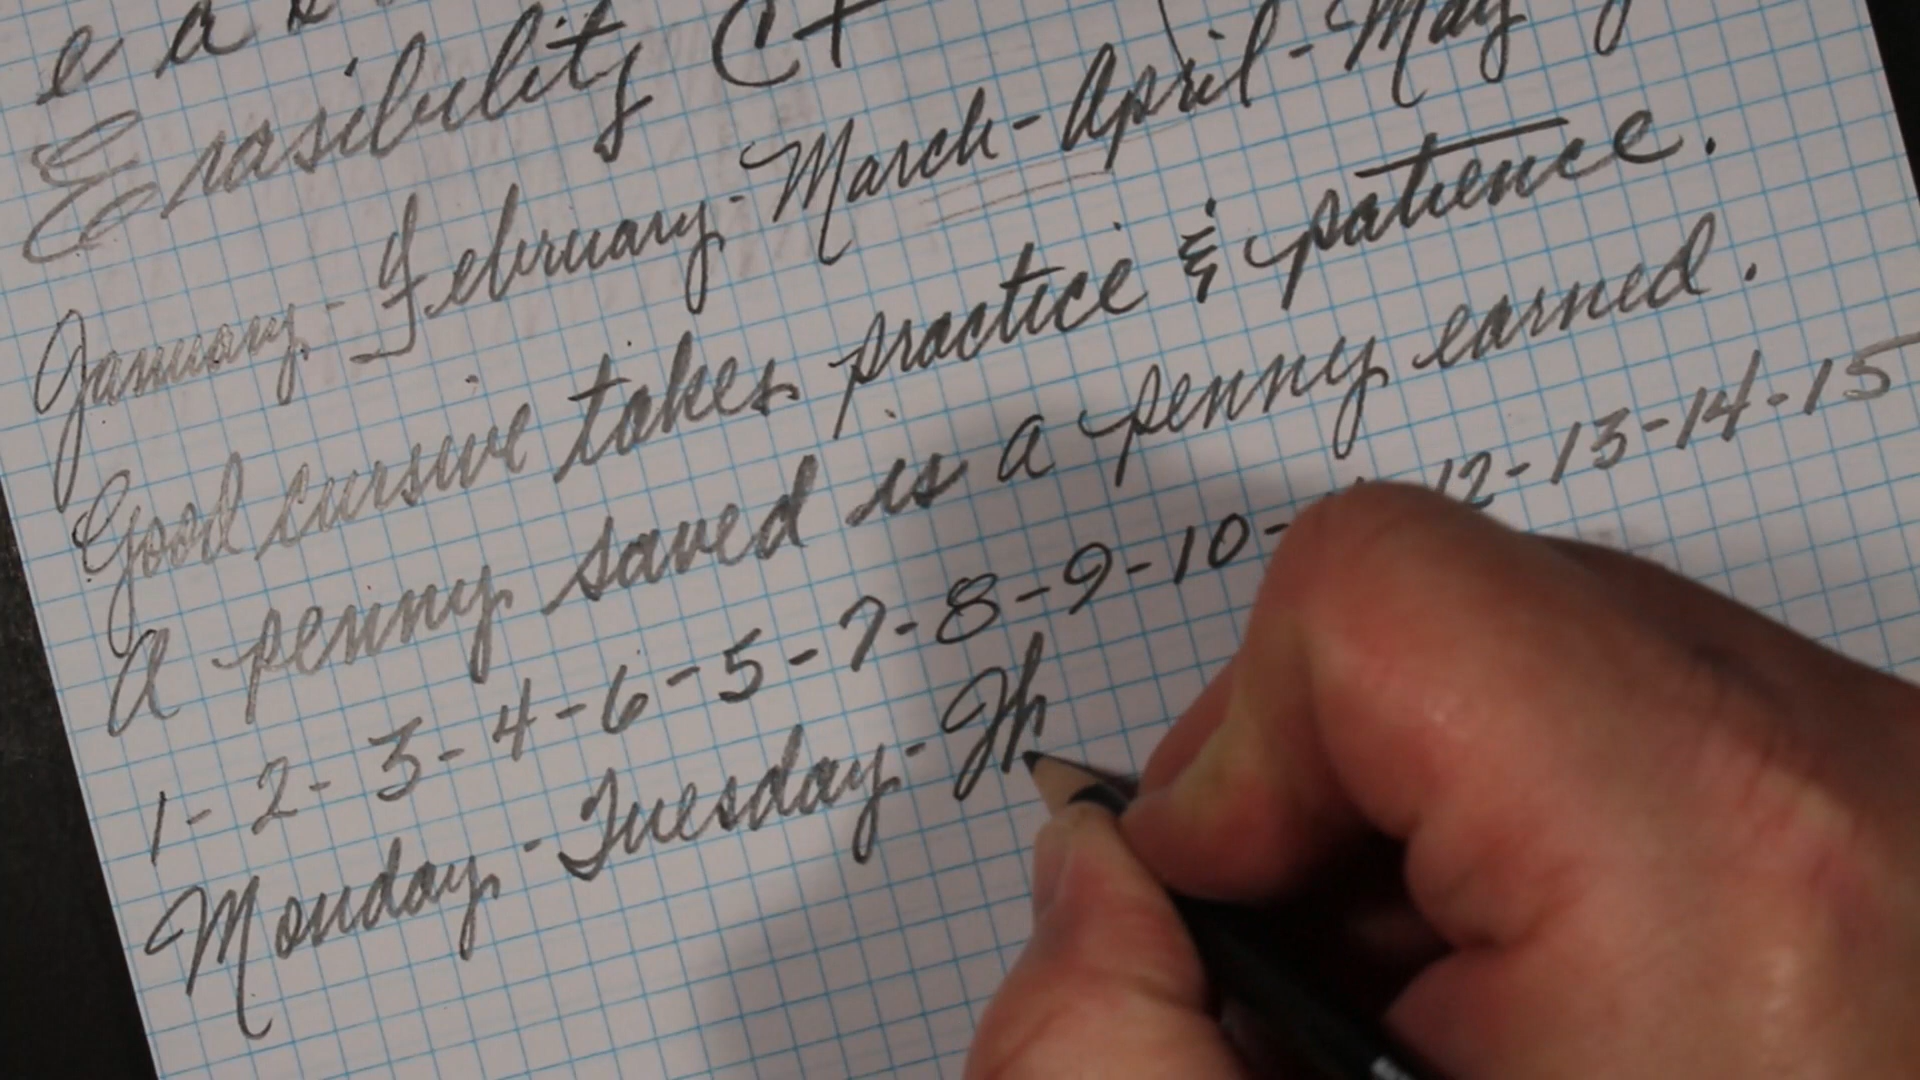 Erasibility C+
January - February - March - April - May
Good cursive takes practice & patience.
A penny saved is a penny earned.
1 - 2 - 3 - 4 - 6 - 5 - 7 - 8 - 9 - 10 - 12 - 13 - 14 - 15
Monday - Tuesday - Th